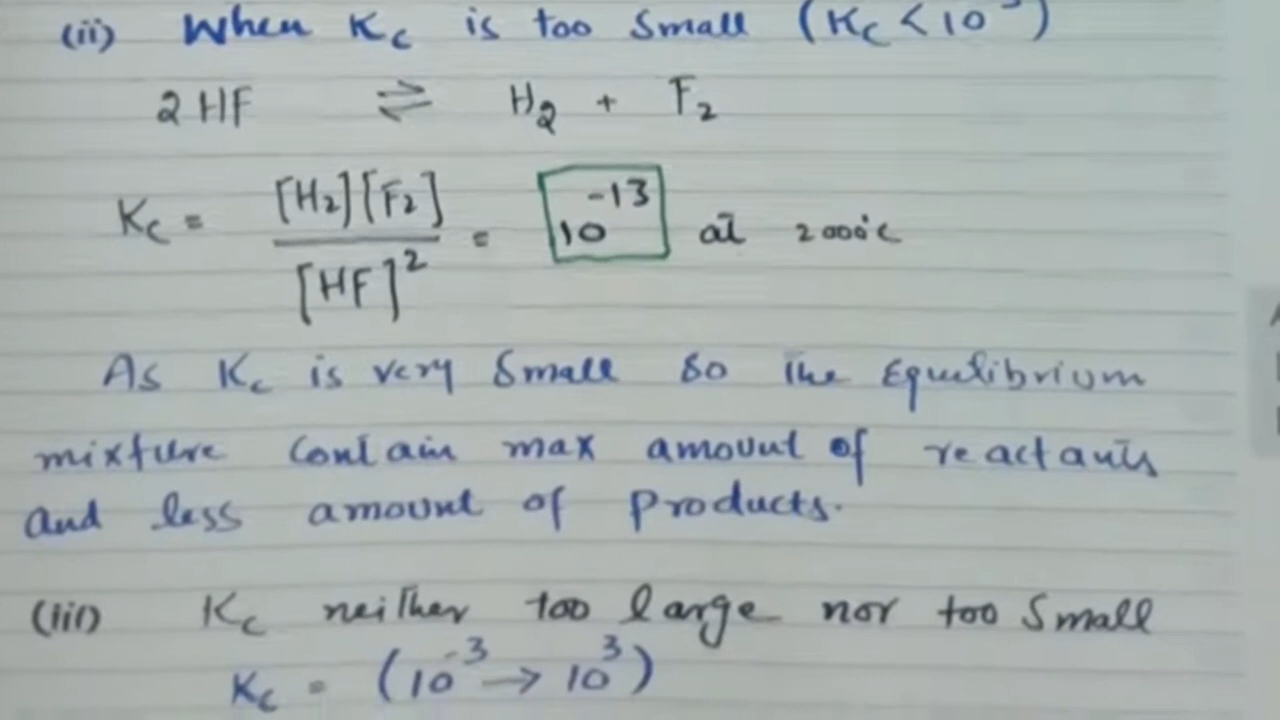 (ii) When Kc is too small (Kc < 10
2HF ⇌ H₂ + F₂
Kc = [H₂][F₂] / [HF]² = 10⁻¹³ at 2000°C
As Kc is very small so the Equilibrium
mixture contain max amount of reactants
and less amount of products.
(iii) Kc neither too large nor too small
Kc = (10⁻³ → 10³)